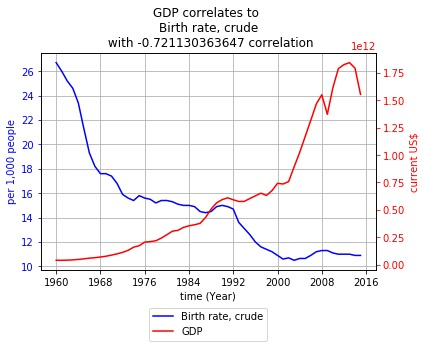 GDP correlates to
Birth rate, crude
with -0.721130363647 correlation
1e12
26
24
22
20
18
16
14
12
10
per 1,000 people
1.75
1.50
1.25
1.00
0.75
0.50
0.25
0.00
current US$
1960 1968 1976 1984 1992 2000 2008 2016
time (Year)
Birth rate, crude
GDP